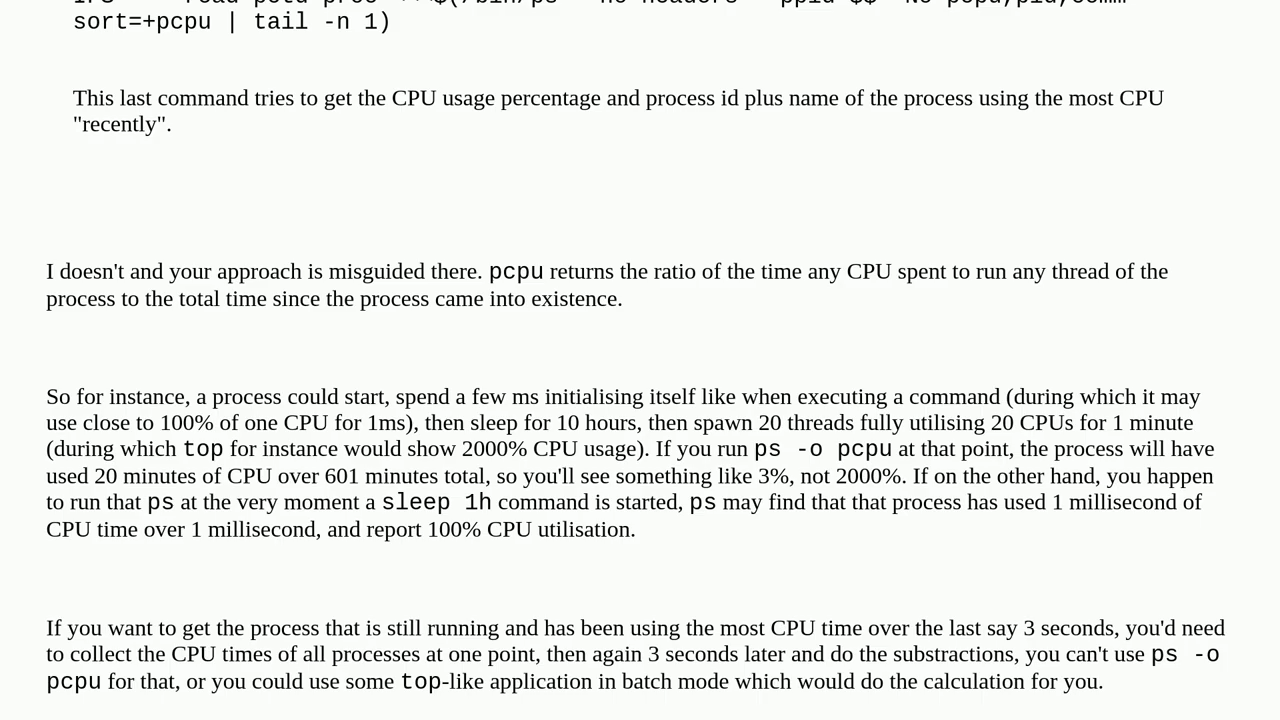 sort=+pcpu | tail -n 1)
This last command tries to get the CPU usage percentage and process id plus name of the process using the most CPU
"recently".
I doesn't and your approach is misguided there. pcpu returns the ratio of the time any CPU spent to run any thread of the
process to the total time since the process came into existence.
So for instance, a process could start, spend a few ms initialising itself like when executing a command (during which it may
use close to 100% of one CPU for 1ms), then sleep for 10 hours, then spawn 20 threads fully utilising 20 CPUs for 1 minute
(during which top for instance would show 2000% CPU usage). If you run ps -o pcpu at that point, the process will have
used 20 minutes of CPU over 601 minutes total, so you'll see something like 3%, not 2000%. If on the other hand, you happen
to run that ps at the very moment a sleep 1h command is started, ps may find that that process has used 1 millisecond of
CPU time over 1 millisecond, and report 100% CPU utilisation.
If you want to get the process that is still running and has been using the most CPU time over the last say 3 seconds, you'd need
to collect the CPU times of all processes at one point, then again 3 seconds later and do the substractions, you can't use ps -o
pcpu for that, or you could use some top-like application in batch mode which would do the calculation for you.